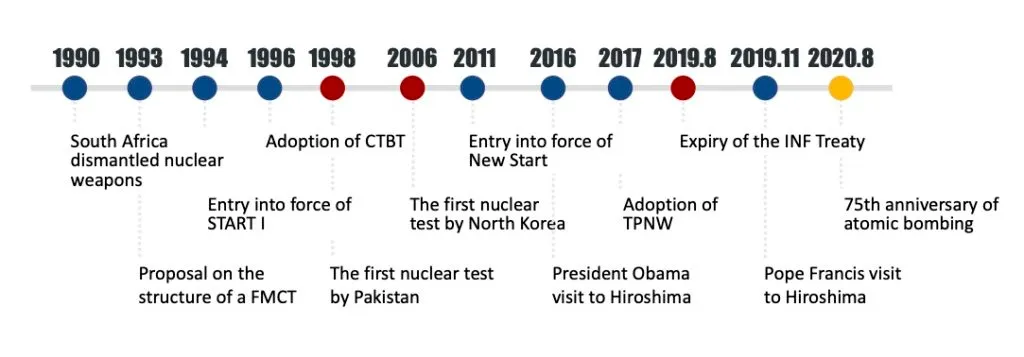 1990 1993 1994 1996 1998 2006 2011 2016 2017 2019.8 2019.11 2020.8
South Africa
dismantled nuclear
weapons
Adoption of CTBT
Entry into force of
New Start
Expiry of the INF Treaty
Entry into force of
START I
The first nuclear
test by North Korea
Adoption of
TPNW
75th anniversary of
atomic bombing
Proposal on the
structure of a FMCT
The first nuclear test
by Pakistan
President Obama
visit to Hiroshima
Pope Francis visit
to Hiroshima